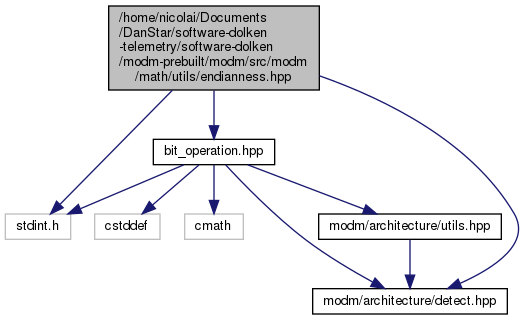 /home/nicolai/Documents
/DanStar/software-dolken
-telemetry/software-dolken
/modm-prebuilt/modm/src/modm
/math/utils/endianness.hpp
bit_operation.hpp
stdint.h
cstddef
cmath
modm/architecture/utils.hpp
modm/architecture/detect.hpp